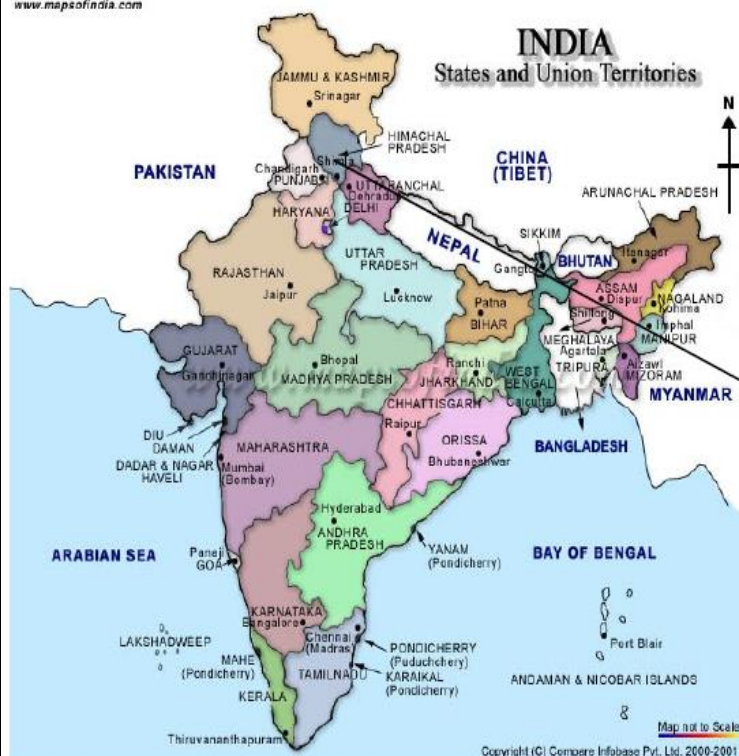 www.mapsofindia.com
INDIA
States and Union Territories
N
JAMMU & KASHMIR
Srinagar
HIMACHAL
PRADESH
PAKISTAN
CHINA
(TIBET)
Chandigarh
Shimla
PUNJAB
UTTARANCHAL
Dehradun
ARUNACHAL PRADESH
HARYANA
DELHI
SIKKIM
NEPAL
Gangtok
BHUTAN
Itanagar
UTTAR
PRADESH
RAJASTHAN
Jaipur
Lucknow
ASSAM
Dispur
NAGALAND
Kohima
Patna
BIHAR
Shillong
Imphal
MEGHALAYA
MANIPUR
Agartala
GUJARAT
Gandhinagar
Bhopal
MADHYA PRADESH
Ranchi
JHARKHAND
WEST
BENGAL
Calcutta
TRIPURA
Aizawl
MIZORAM
MYANMAR
CHHATTISGARH
Raipur
DIU
DAMAN
DADAR & NAGAR
HAVELI
MAHARASHTRA
Mumbai
(Bombay)
ORISSA
Bhubaneshwar
BANGLADESH
Hyderabad
ANDHRA
PRADESH
ARABIAN SEA
Panaji
GOA
YANAM
(Pondicherry)
BAY OF BENGAL
KARNATAKA
Bangalore
LAKSHADWEEP
Chennai
(Madras)
PONDICHERRY
(Puduchchery)
Port Blair
MAHE
(Pondicherry)
TAMILNADU
KARAIKAL
(Pondicherry)
ANDAMAN & NICOBAR ISLANDS
KERALA
Thiruvananthapuram
Map not to Scale
Copyright (C) Compare Infobase Pvt. Ltd. 2000-2001